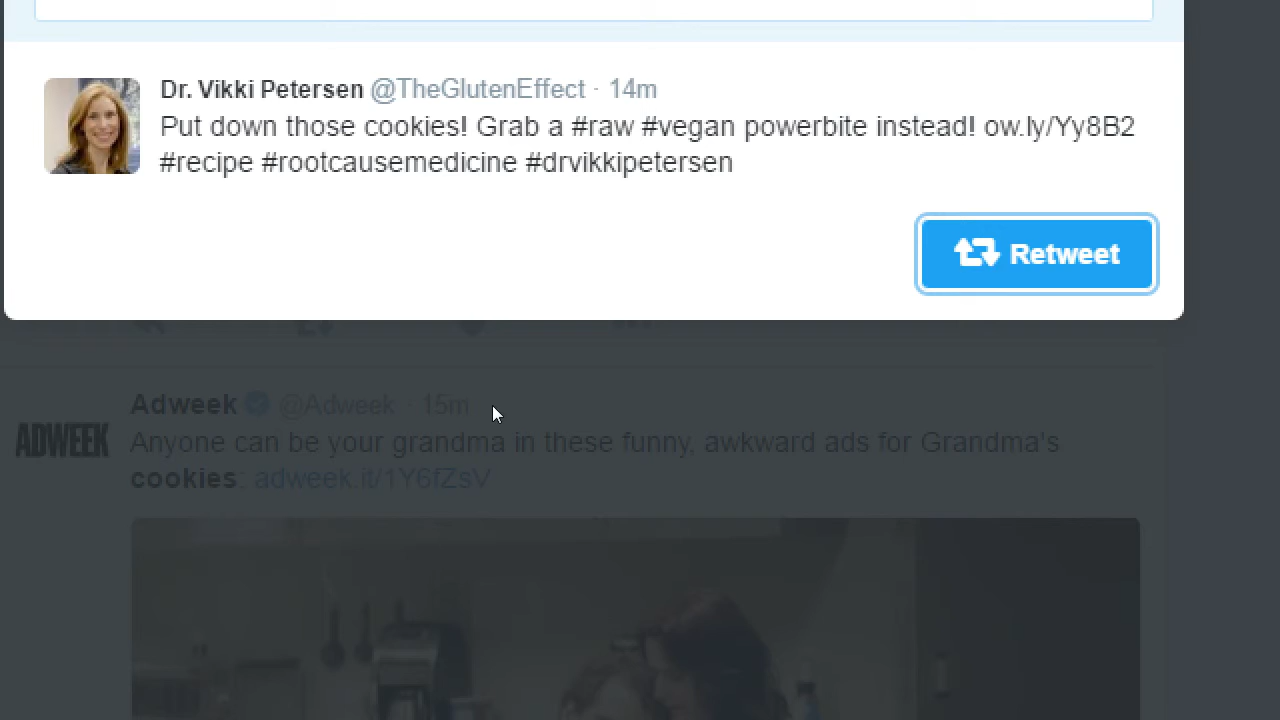 Dr. Vikki Petersen @TheGlutenEffect · 14m
Put down those cookies! Grab a #raw #vegan powerbite instead! ow.ly/Yy8B2
#recipe #rootcausemedicine #drvikkipetersen
Retweet
Adweek @Adweek · 15m
ADWEEK
Anyone can be your grandma in these funny, awkward ads for Grandma's
cookies: adweek.it/1Y6fZsV